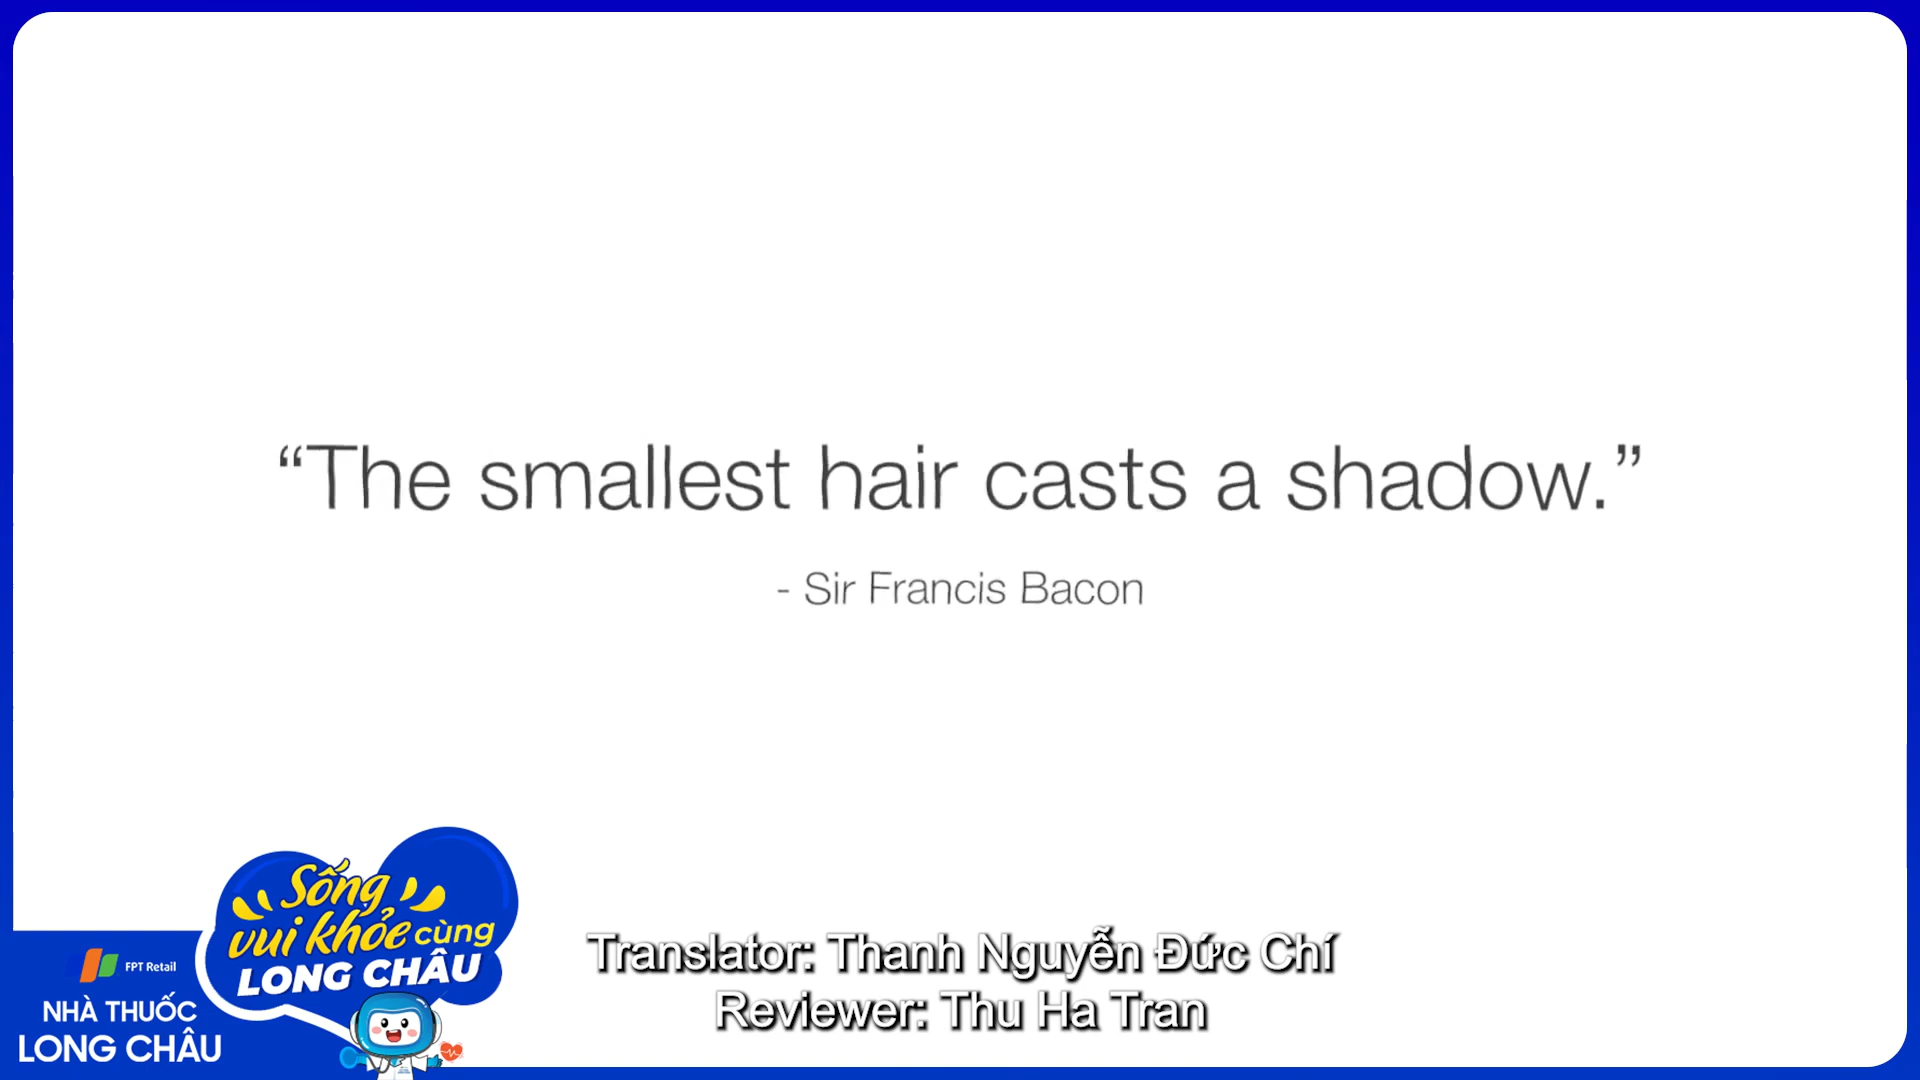 “The smallest hair casts a shadow.”
- Sir Francis Bacon
Sống
vui khỏe cùng
LONG CHÂU
FPT Retail
NHÀ THUỐC
LONG CHÂU
Translator: Thanh Nguyễn Đức Chí
Reviewer: Thu Ha Tran